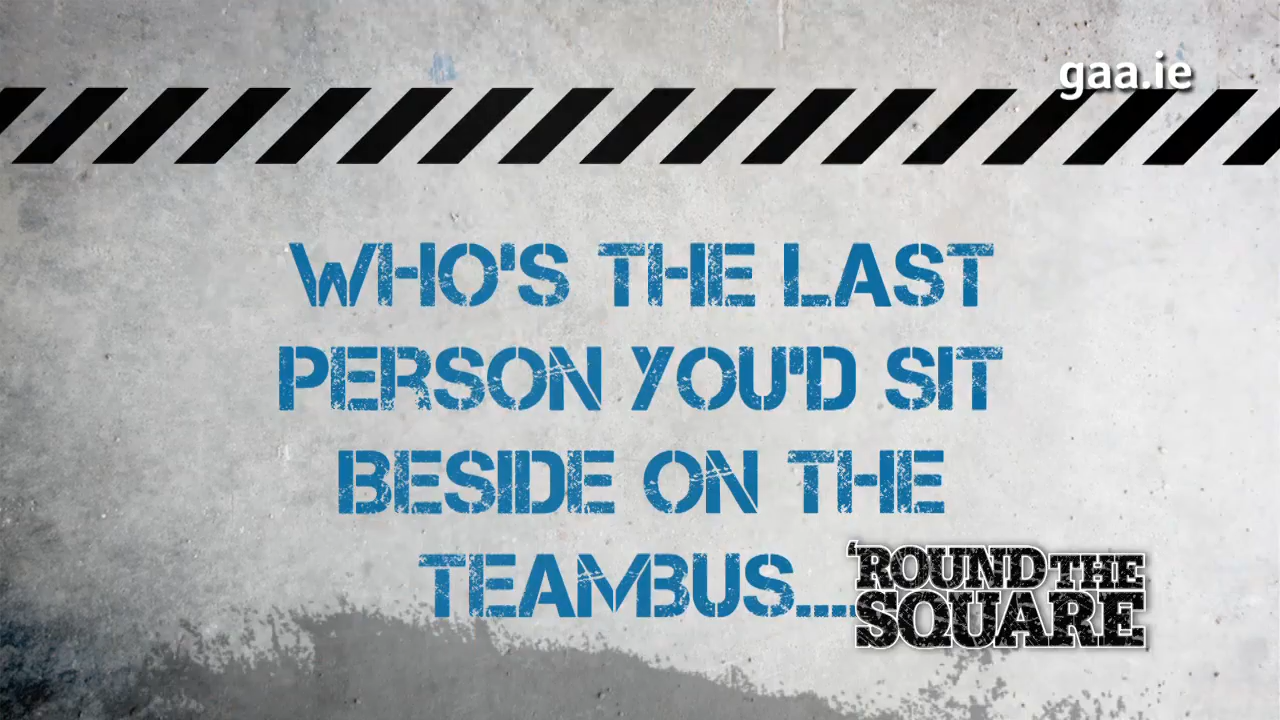 gaa.ie
WHO'S THE LAST
PERSON YOU'D SIT
BESIDE ON THE
TEAMBUS....
'ROUND THE
SQUARE